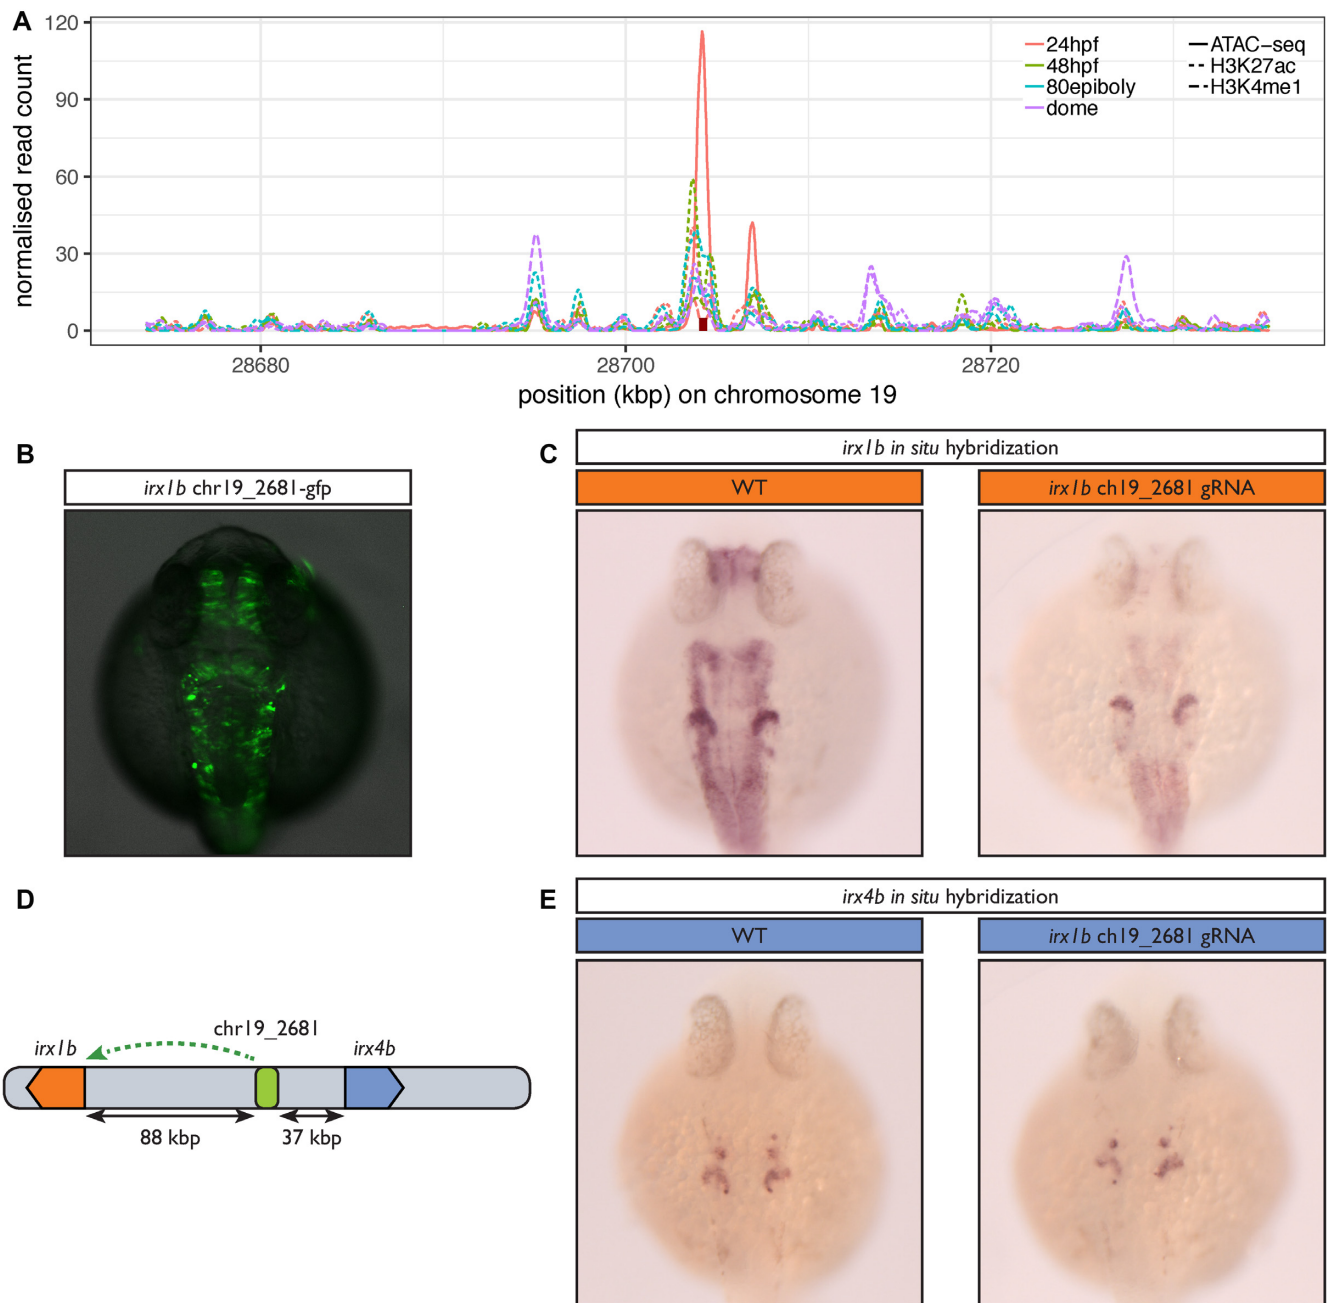 A
120
90
60
30
0
normalised read count
24hpf
48hpf
80epiboly
dome
ATAC−seq
H3K27ac
H3K4me1
28680
28700
28720
position (kbp) on chromosome 19
B
irx1b chr19_2681-gfp
C
irx1b in situ hybridization
WT
irx1b ch19_2681 gRNA
D
chr19_2681
irx1b
irx4b
88 kbp
37 kbp
E
irx4b in situ hybridization
WT
irx1b ch19_2681 gRNA